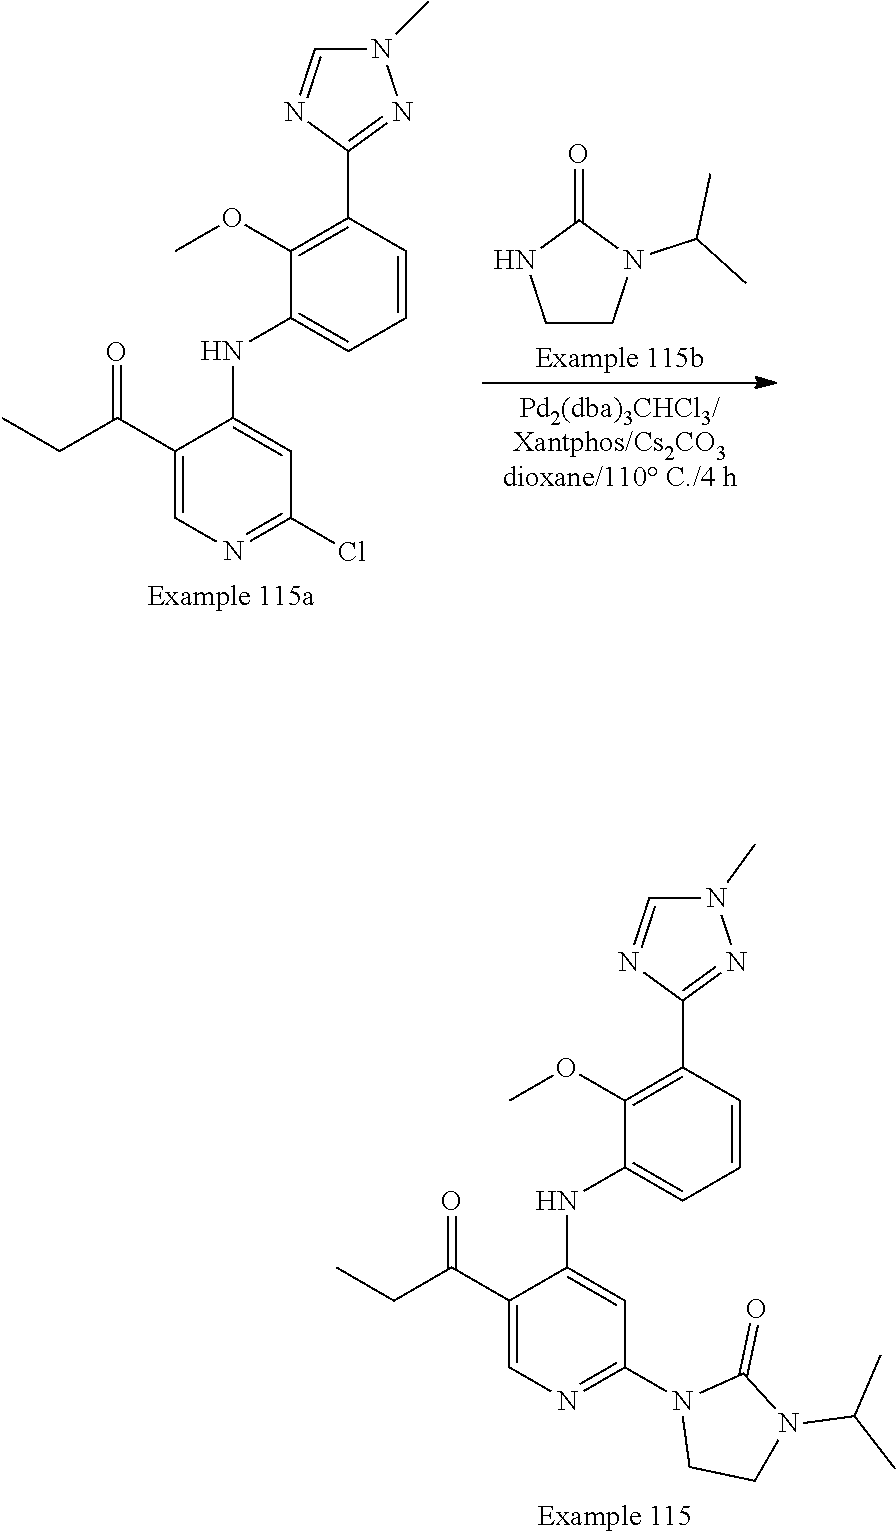 N
N
N
O
HN
O
N
Cl
Example 115a
O
HN
N
Example 115b
Pd2(dba)3CHCl3/
Xantphos/Cs2CO3
dioxane/110° C./4 h
N
N
N
O
HN
O
N
N
O
N
Example 115